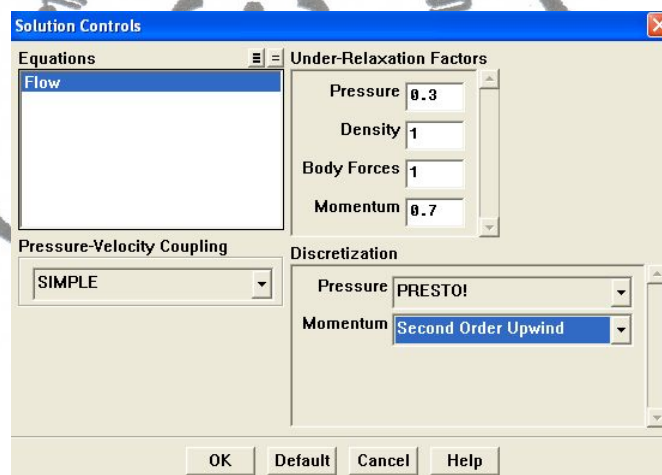 Solution Controls
Equations
Flow
Under-Relaxation Factors
Pressure 0.3
Density 1
Body Forces 1
Momentum 0.7
Pressure-Velocity Coupling
SIMPLE
Discretization
Pressure PRESTO!
Momentum Second Order Upwind
OK Default Cancel Help